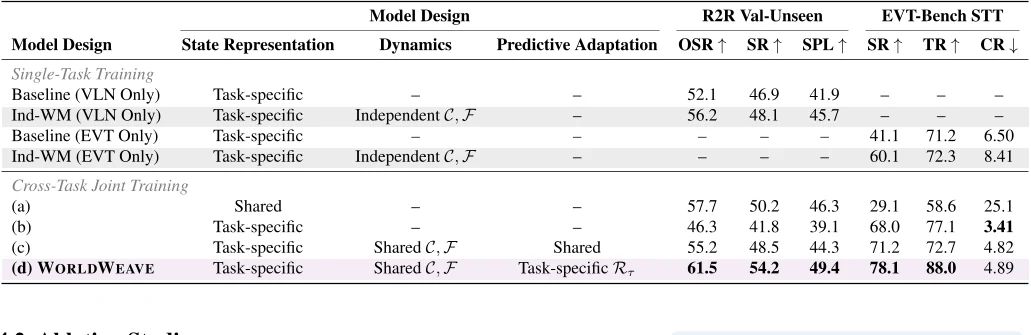 Model Design R2R Val-Unseen EVT-Bench STT
Model Design State Representation Dynamics Predictive Adaptation OSR ↑ SR ↑ SPL ↑ SR ↑ TR ↑ CR ↓
Single-Task Training
Baseline (VLN Only) Task-specific – – 52.1 46.9 41.9 – – –
Ind-WM (VLN Only) Task-specific Independent C, F – 56.2 48.1 45.7 – – –
Baseline (EVT Only) Task-specific – – – – – 41.1 71.2 6.50
Ind-WM (EVT Only) Task-specific Independent C, F – – – – 60.1 72.3 8.41
Cross-Task Joint Training
(a) Shared – – 57.7 50.2 46.3 29.1 58.6 25.1
(b) Task-specific – – 46.3 41.8 39.1 68.0 77.1 3.41
(c) Task-specific Shared C, F Shared 55.2 48.5 44.3 71.2 72.7 4.82
(d) WORLDWEAVE Task-specific Shared C, F Task-specific Rτ 61.5 54.2 49.4 78.1 88.0 4.89